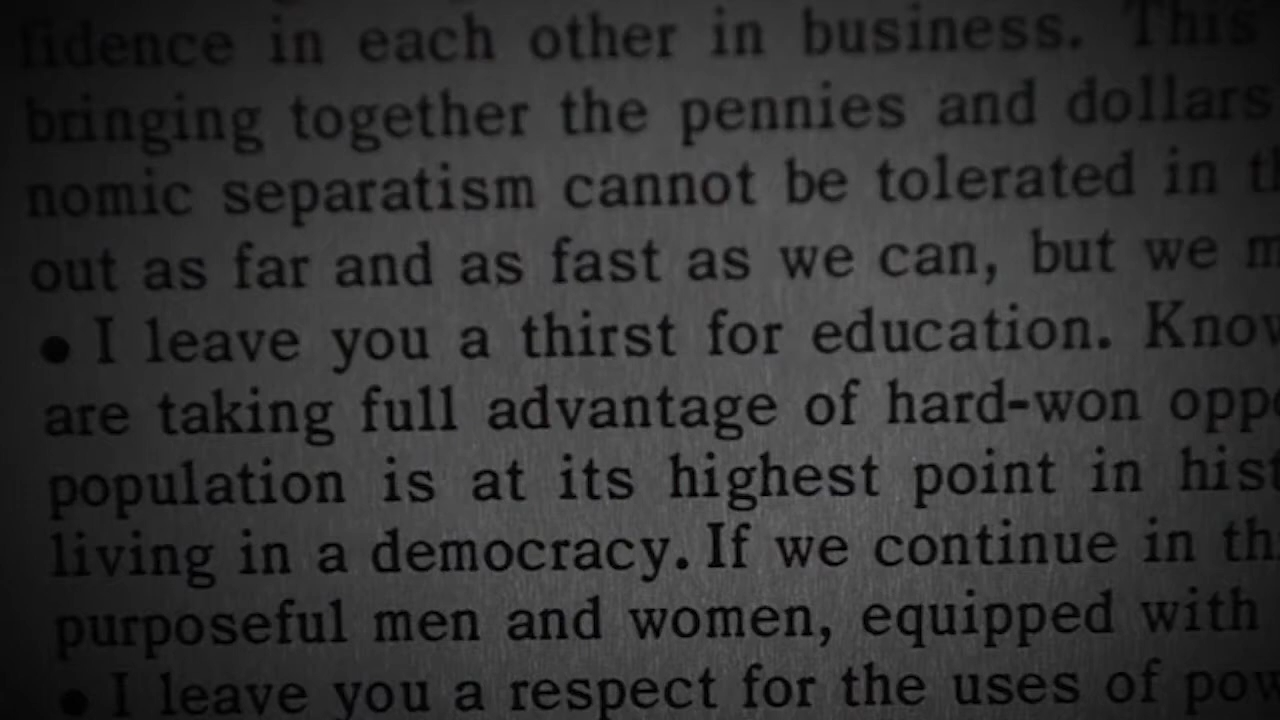 fidence in each other in business. This
bringing together the pennies and dollars
nomic separatism cannot be tolerated in
out as far and as fast as we can, but we
• I leave you a thirst for education.
are taking full advantage of hard-won
population is at its highest point in
living in a democracy. If we continue in
purposeful men and women, equipped with
• I leave you a respect for the uses of